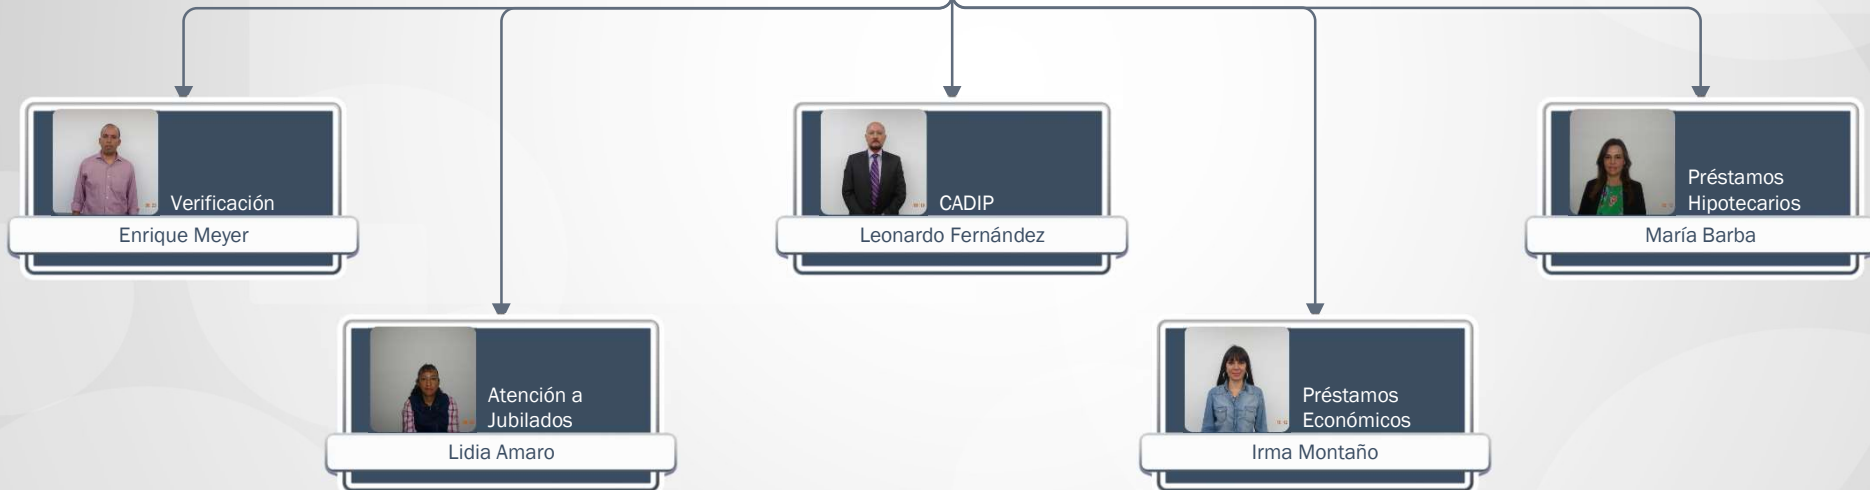 Verificación
Enrique Meyer
CADIP
Leonardo Fernández
Préstamos
Hipotecarios
María Barba
Atención a
Jubilados
Lidia Amaro
Préstamos
Económicos
Irma Montaño